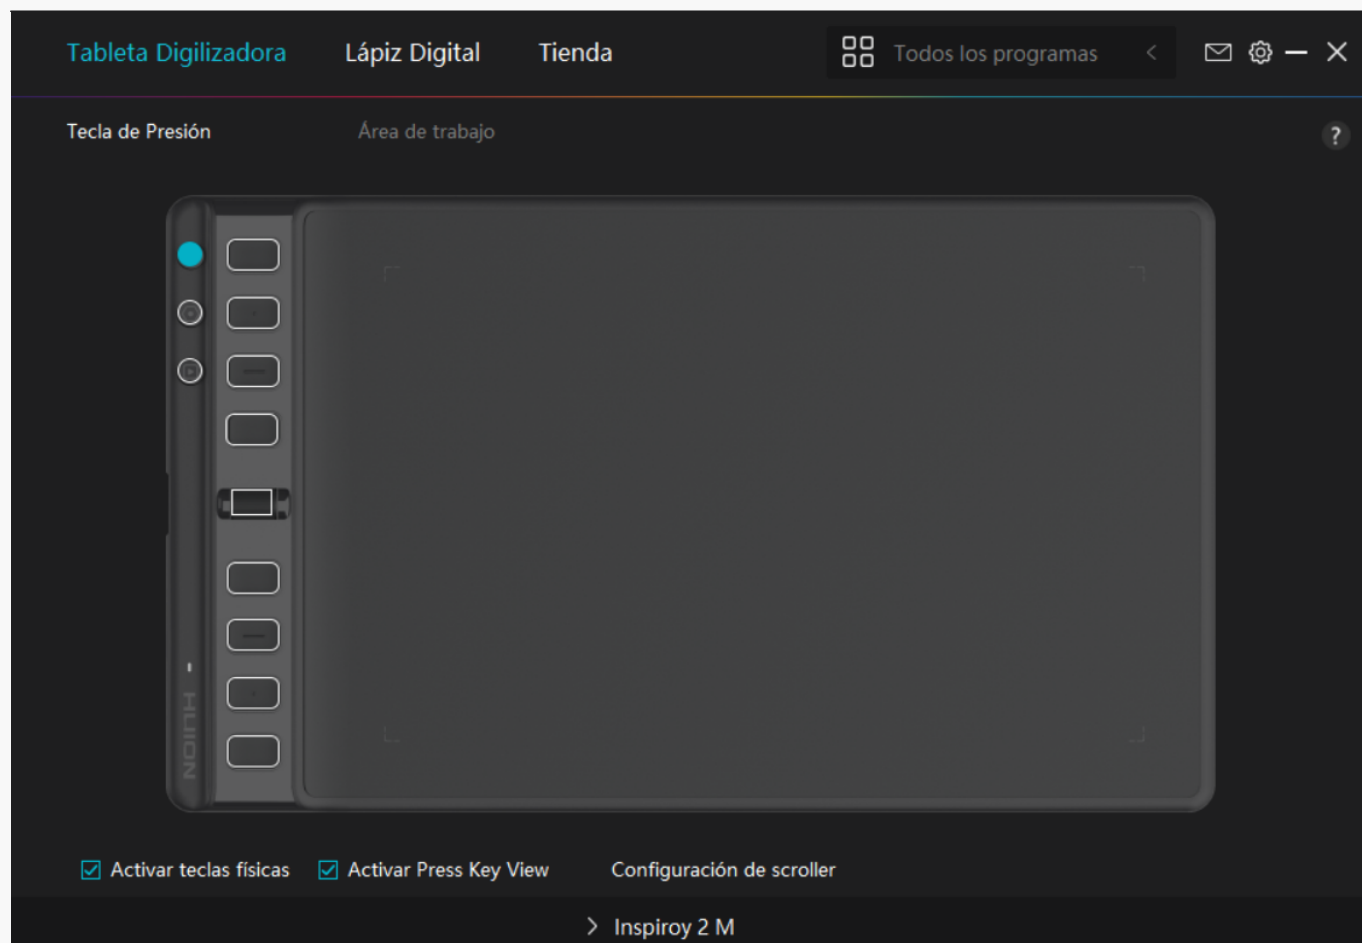 Tableta Digilizadora Lápiz Digital Tienda Todos los programas
Tecla de Presión Área de trabajo ?
HUION
Activar teclas físicas Activar Press Key View Configuración de scroller
Inspiroy 2 M